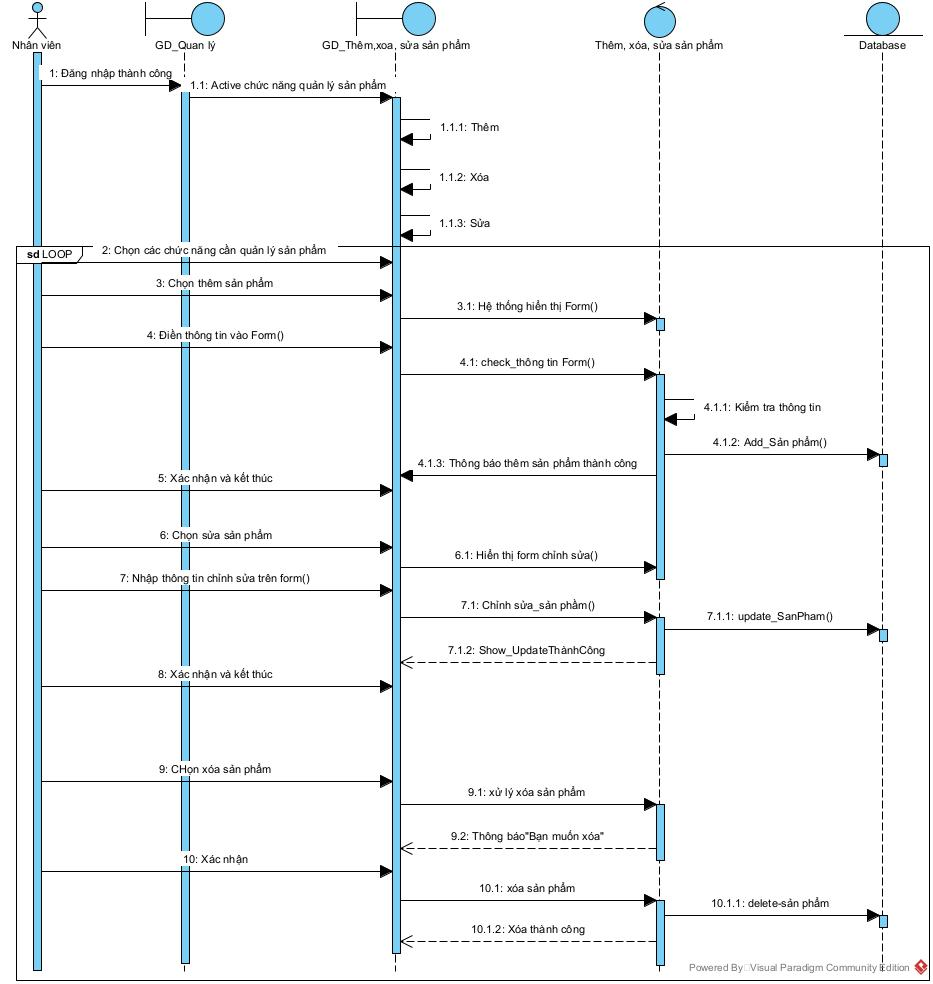 Nhân viên
GD_Quan lý
GD_Thêm,xoa, sửa sản phẩm
Thêm, xóa, sửa sản phẩm
Database
1: Đăng nhập thành công
1.1: Active chức năng quản lý sản phẩm
1.1.1: Thêm
1.1.2: Xóa
1.1.3: Sửa
sd LOOP
2: Chọn các chức năng cần quản lý sản phẩm
3: Chọn thêm sản phẩm
3.1: Hệ thống hiển thị Form()
4: Điền thông tin vào Form()
4.1: check_thông tin Form()
4.1.1: Kiểm tra thông tin
4.1.2: Add_Sản phẩm()
4.1.3: Thông báo thêm sản phẩm thành công
5: Xác nhận và kết thúc
6: Chọn sửa sản phẩm
6.1: Hiển thị form chỉnh sửa()
7: Nhập thông tin chỉnh sửa trên form()
7.1: Chỉnh sửa_sản phầm()
7.1.1: update_SanPham()
7.1.2: Show_UpdateThànhCông
8: Xác nhận và kết thúc
9: CHọn xóa sản phẩm
9.1: xử lý xóa sản phẩm
9.2: Thông báo"Bạn muốn xóa"
10: Xác nhận
10.1: xóa sản phẩm
10.1.1: delete-sản phẩm
10.1.2: Xóa thành công
Powered By Visual Paradigm Community Edition